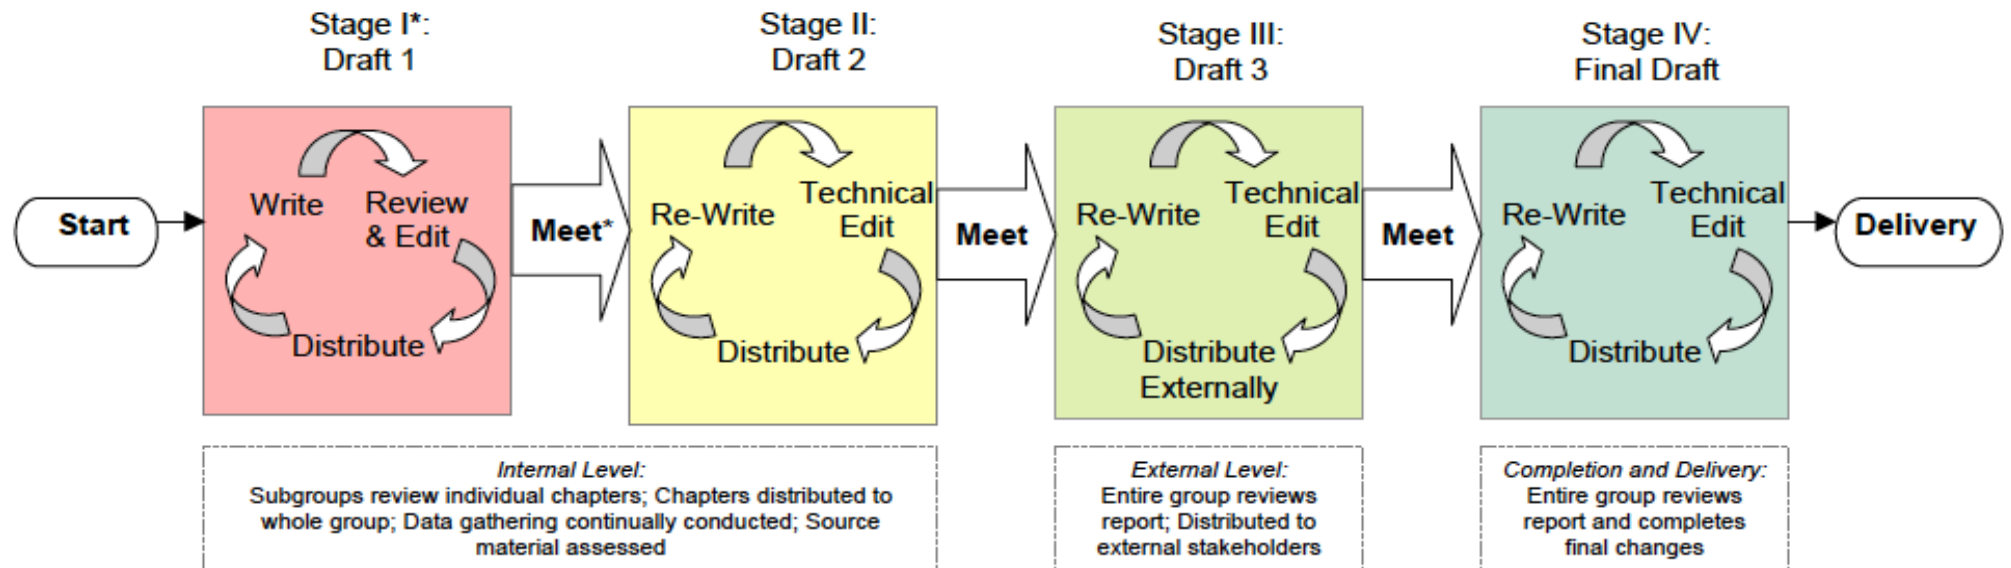 Stage I*:
Draft 1
Stage II:
Draft 2
Stage III:
Draft 3
Stage IV:
Final Draft
Start
Write
Review
& Edit
Distribute
Meet*
Re-Write
Technical
Edit
Distribute
Meet
Re-Write
Technical
Edit
Distribute
Externally
Meet
Re-Write
Technical
Edit
Distribute
Delivery
Internal Level:
Subgroups review individual chapters; Chapters distributed to
whole group; Data gathering continually conducted; Source
material assessed
External Level:
Entire group reviews
report; Distributed to
external stakeholders
Completion and Delivery:
Entire group reviews
report and completes
final changes